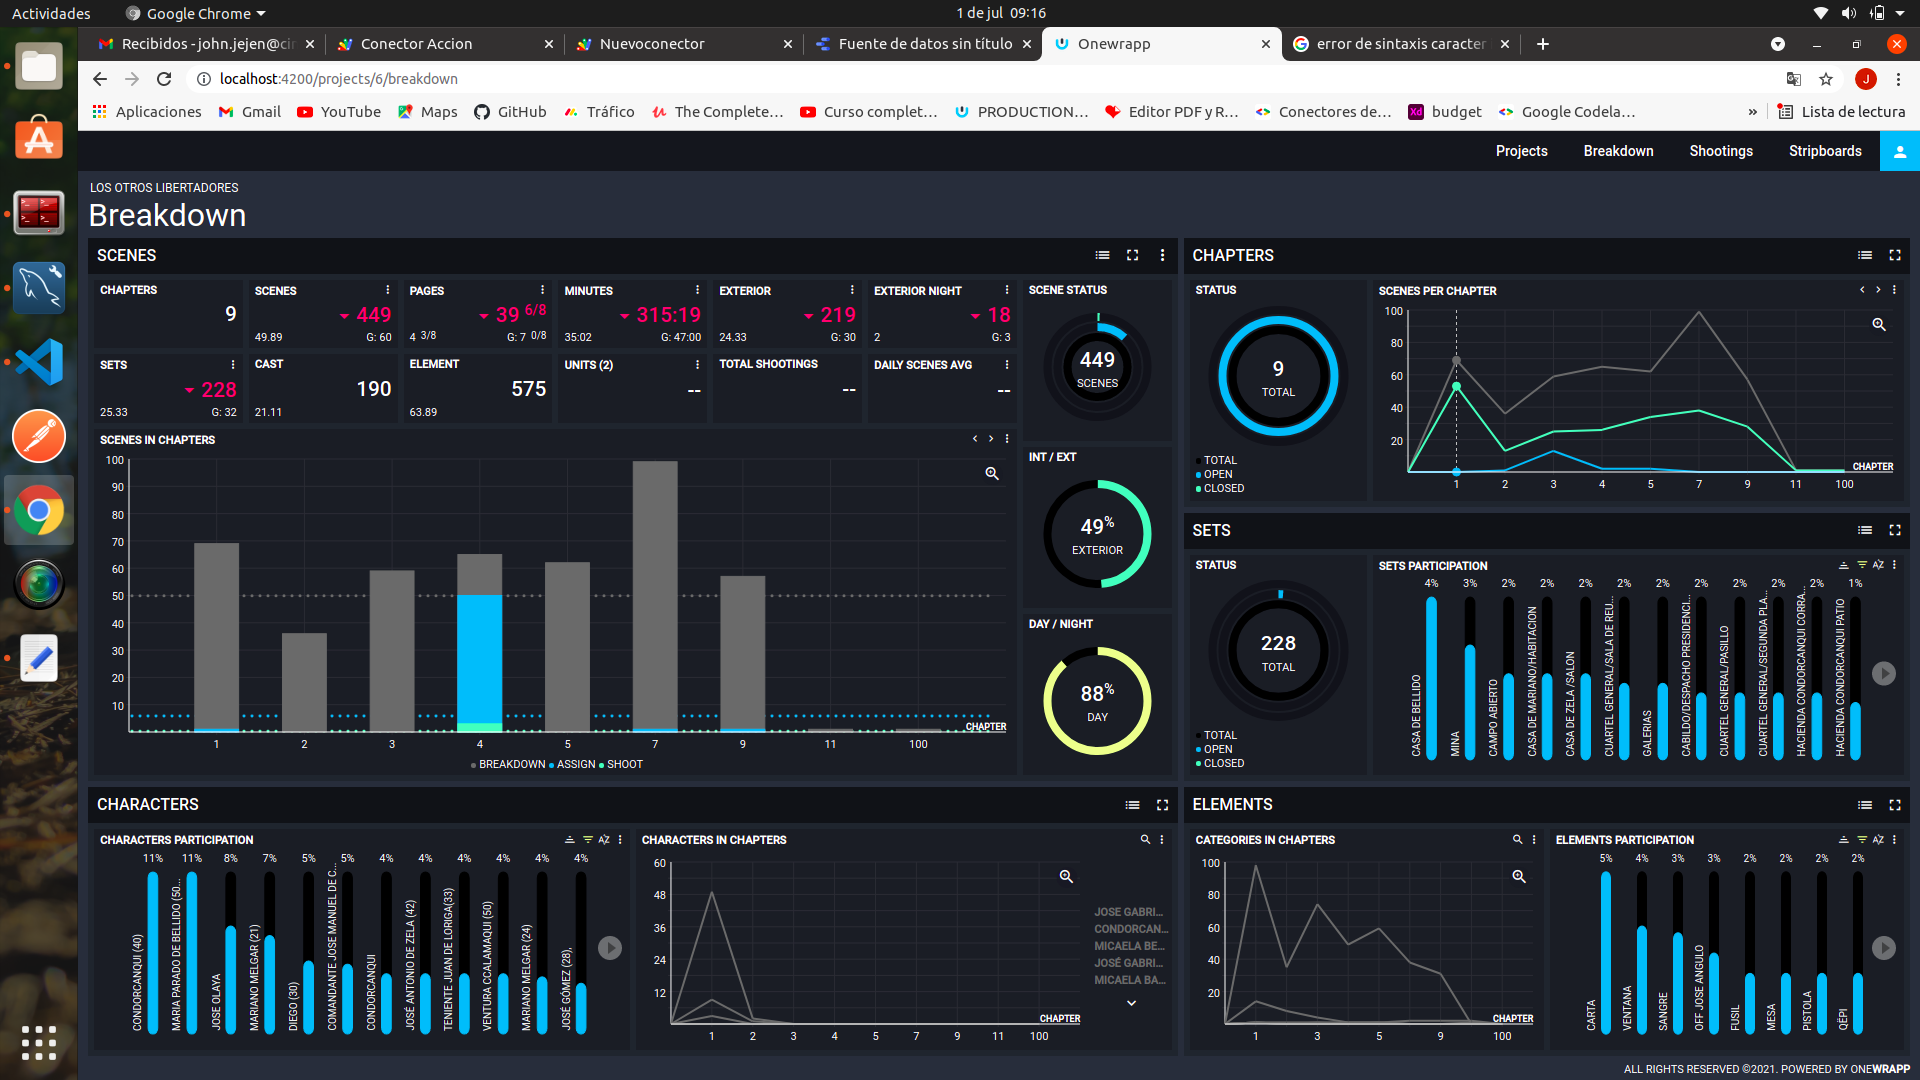 Actividades
Google Chrome
1 de jul 09:16
Recibidos - john.jejen@cin
Conector Accion
Nuevoconector
Fuente de datos sin título
Onewrapp
error de sintaxis caracter
localhost:4200/projects/6/breakdown
J
Aplicaciones
Gmail
YouTube
Maps
GitHub
Tráfico
The Complete…
Curso complet…
PRODUCTION…
Editor PDF y R…
Conectores de…
budget
Google Codela…
»
Lista de lectura
Projects
Breakdown
Shootings
Stripboards
LOS OTROS LIBERTADORES
Breakdown
SCENES
CHAPTERS
9
SCENES
449
49.89
G: 60
PAGES
39 6/8
4 3/8
G: 7 0/8
MINUTES
315:19
35:02
G: 47:00
EXTERIOR
219
24.33
G: 30
EXTERIOR NIGHT
18
2
G: 3
SETS
228
25.33
G: 32
CAST
190
21.11
ELEMENT
575
63.89
UNITS (2)
--
TOTAL SHOOTINGS
--
DAILY SCENES AVG
--
SCENES IN CHAPTERS
100
90
80
70
60
50
40
30
20
10
CHAPTER
1 2 3 4 5 7 9 11 100
BREAKDOWN ASSIGN SHOOT
SCENE STATUS
449
SCENES
INT / EXT
49%
EXTERIOR
DAY / NIGHT
88%
DAY
CHAPTERS
STATUS
9
TOTAL
TOTAL
OPEN
CLOSED
SCENES PER CHAPTER
100
80
60
40
20
CHAPTER
1 2 3 4 5 7 9 11 100
SETS
STATUS
228
TOTAL
TOTAL
OPEN
CLOSED
SETS PARTICIPATION
4% 3% 2% 2% 2% 2% 2% 2% 2% 2% 2% 1%
CASA DE BELLIDO
MINA
CAMPO ABIERTO
CASA DE MARIANO/HABITACION
CASA DE ZELA /SALON
CUARTEL GENERAL/SALA DE REU…
GALERIAS
CABILDO/DESPACHO PRESIDENCI…
CUARTEL GENERAL/PASILLO
CUARTEL GENERAL/SEGUNDA PLA…
HACIENDA CONDORCANQUI CORRA…
HACIENDA CONDORCANQUI PATIO
CHARACTERS
CHARACTERS PARTICIPATION
11% 11% 8% 7% 5% 5% 4% 4% 4% 4% 4% 4%
CONDORCANQUI (40)
MARIA PARADO DE BELLIDO (50…
JOSE OLAYA
MARIANO MELGAR (21)
DIEGO (30)
COMANDANTE JOSE MANUEL DE C…
CONDORCANQUI
JOSÉ ANTONIO DE ZELA (42)
TENIENTE JUAN DE LORIGA(33)
VENTURA CCALAMAQUI (50)
MARIANO MELGAR (24)
JOSÉ GÓMEZ (28),
CHARACTERS IN CHAPTERS
60
48
36
24
12
CHAPTER
1 2 3 4 5 7 9 11 100
JOSE GABRI…
CONDORCAN…
MICAELA BE…
JOSÉ GABRI…
MICAELA BA…
ELEMENTS
CATEGORIES IN CHAPTERS
100
80
60
40
20
CHAPTER
1 3 5 9 100
ELEMENTS PARTICIPATION
5% 4% 3% 3% 2% 2% 2% 2%
CARTA
VENTANA
SANGRE
OFF JOSE ANGULO
FUSIL
MESA
PISTOLA
QËPI
ALL RIGHTS RESERVED ©2021. POWERED BY ONEWRAPP